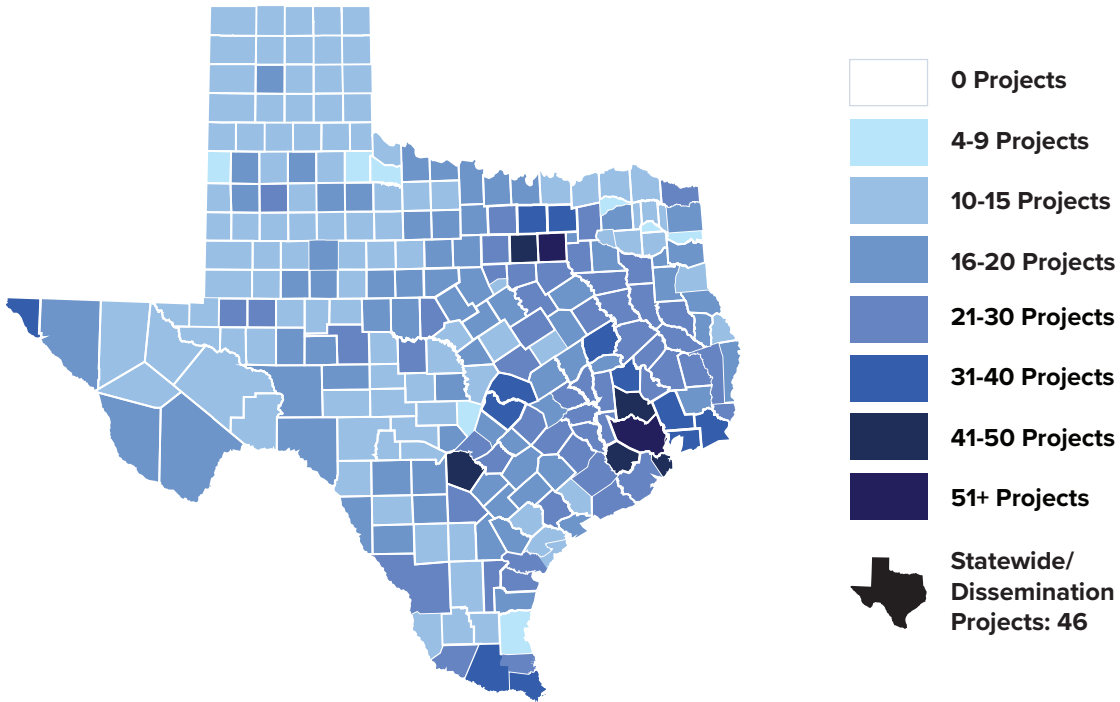 0 Projects
4-9 Projects
10-15 Projects
16-20 Projects
21-30 Projects
31-40 Projects
41-50 Projects
51+ Projects
Statewide/
Dissemination
Projects: 46